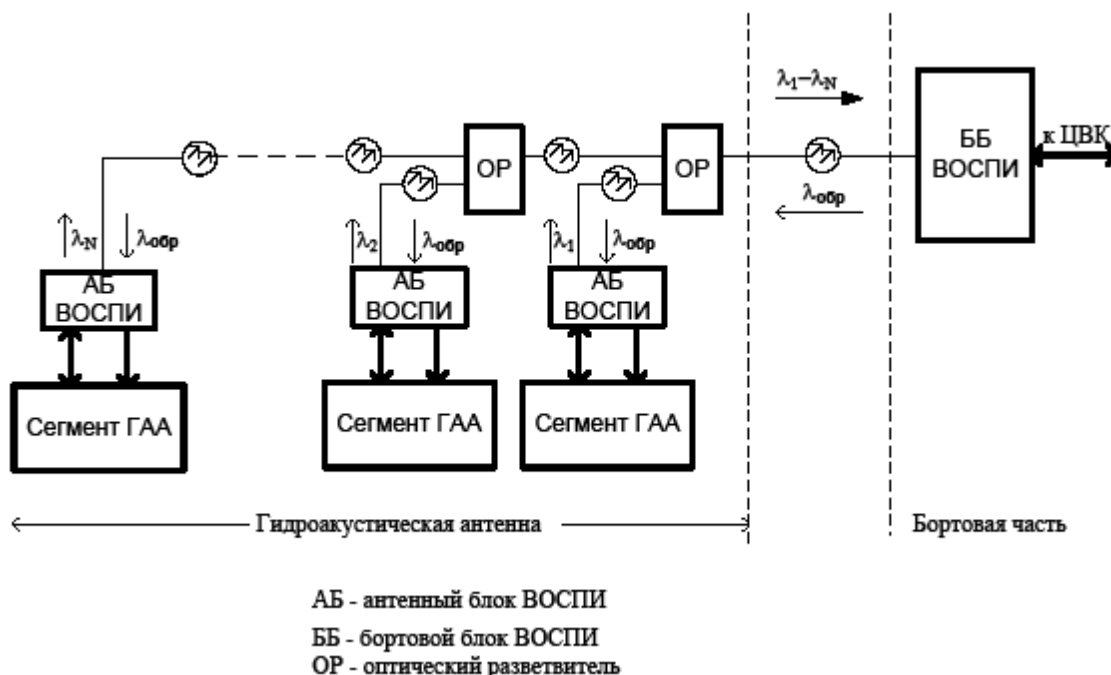 λ1–λN
ББ
ВОСПИ
к ЦВК
λобр
ОР
ОР
λN
λобр
λ2
λобр
λ1
λобр
АБ
ВОСПИ
АБ
ВОСПИ
АБ
ВОСПИ
Сегмент ГАА
Сегмент ГАА
Сегмент ГАА
Гидроакустическая антенна
Бортовая часть
АБ - антенный блок ВОСПИ
ББ - бортовой блок ВОСПИ
ОР - оптический разветвитель